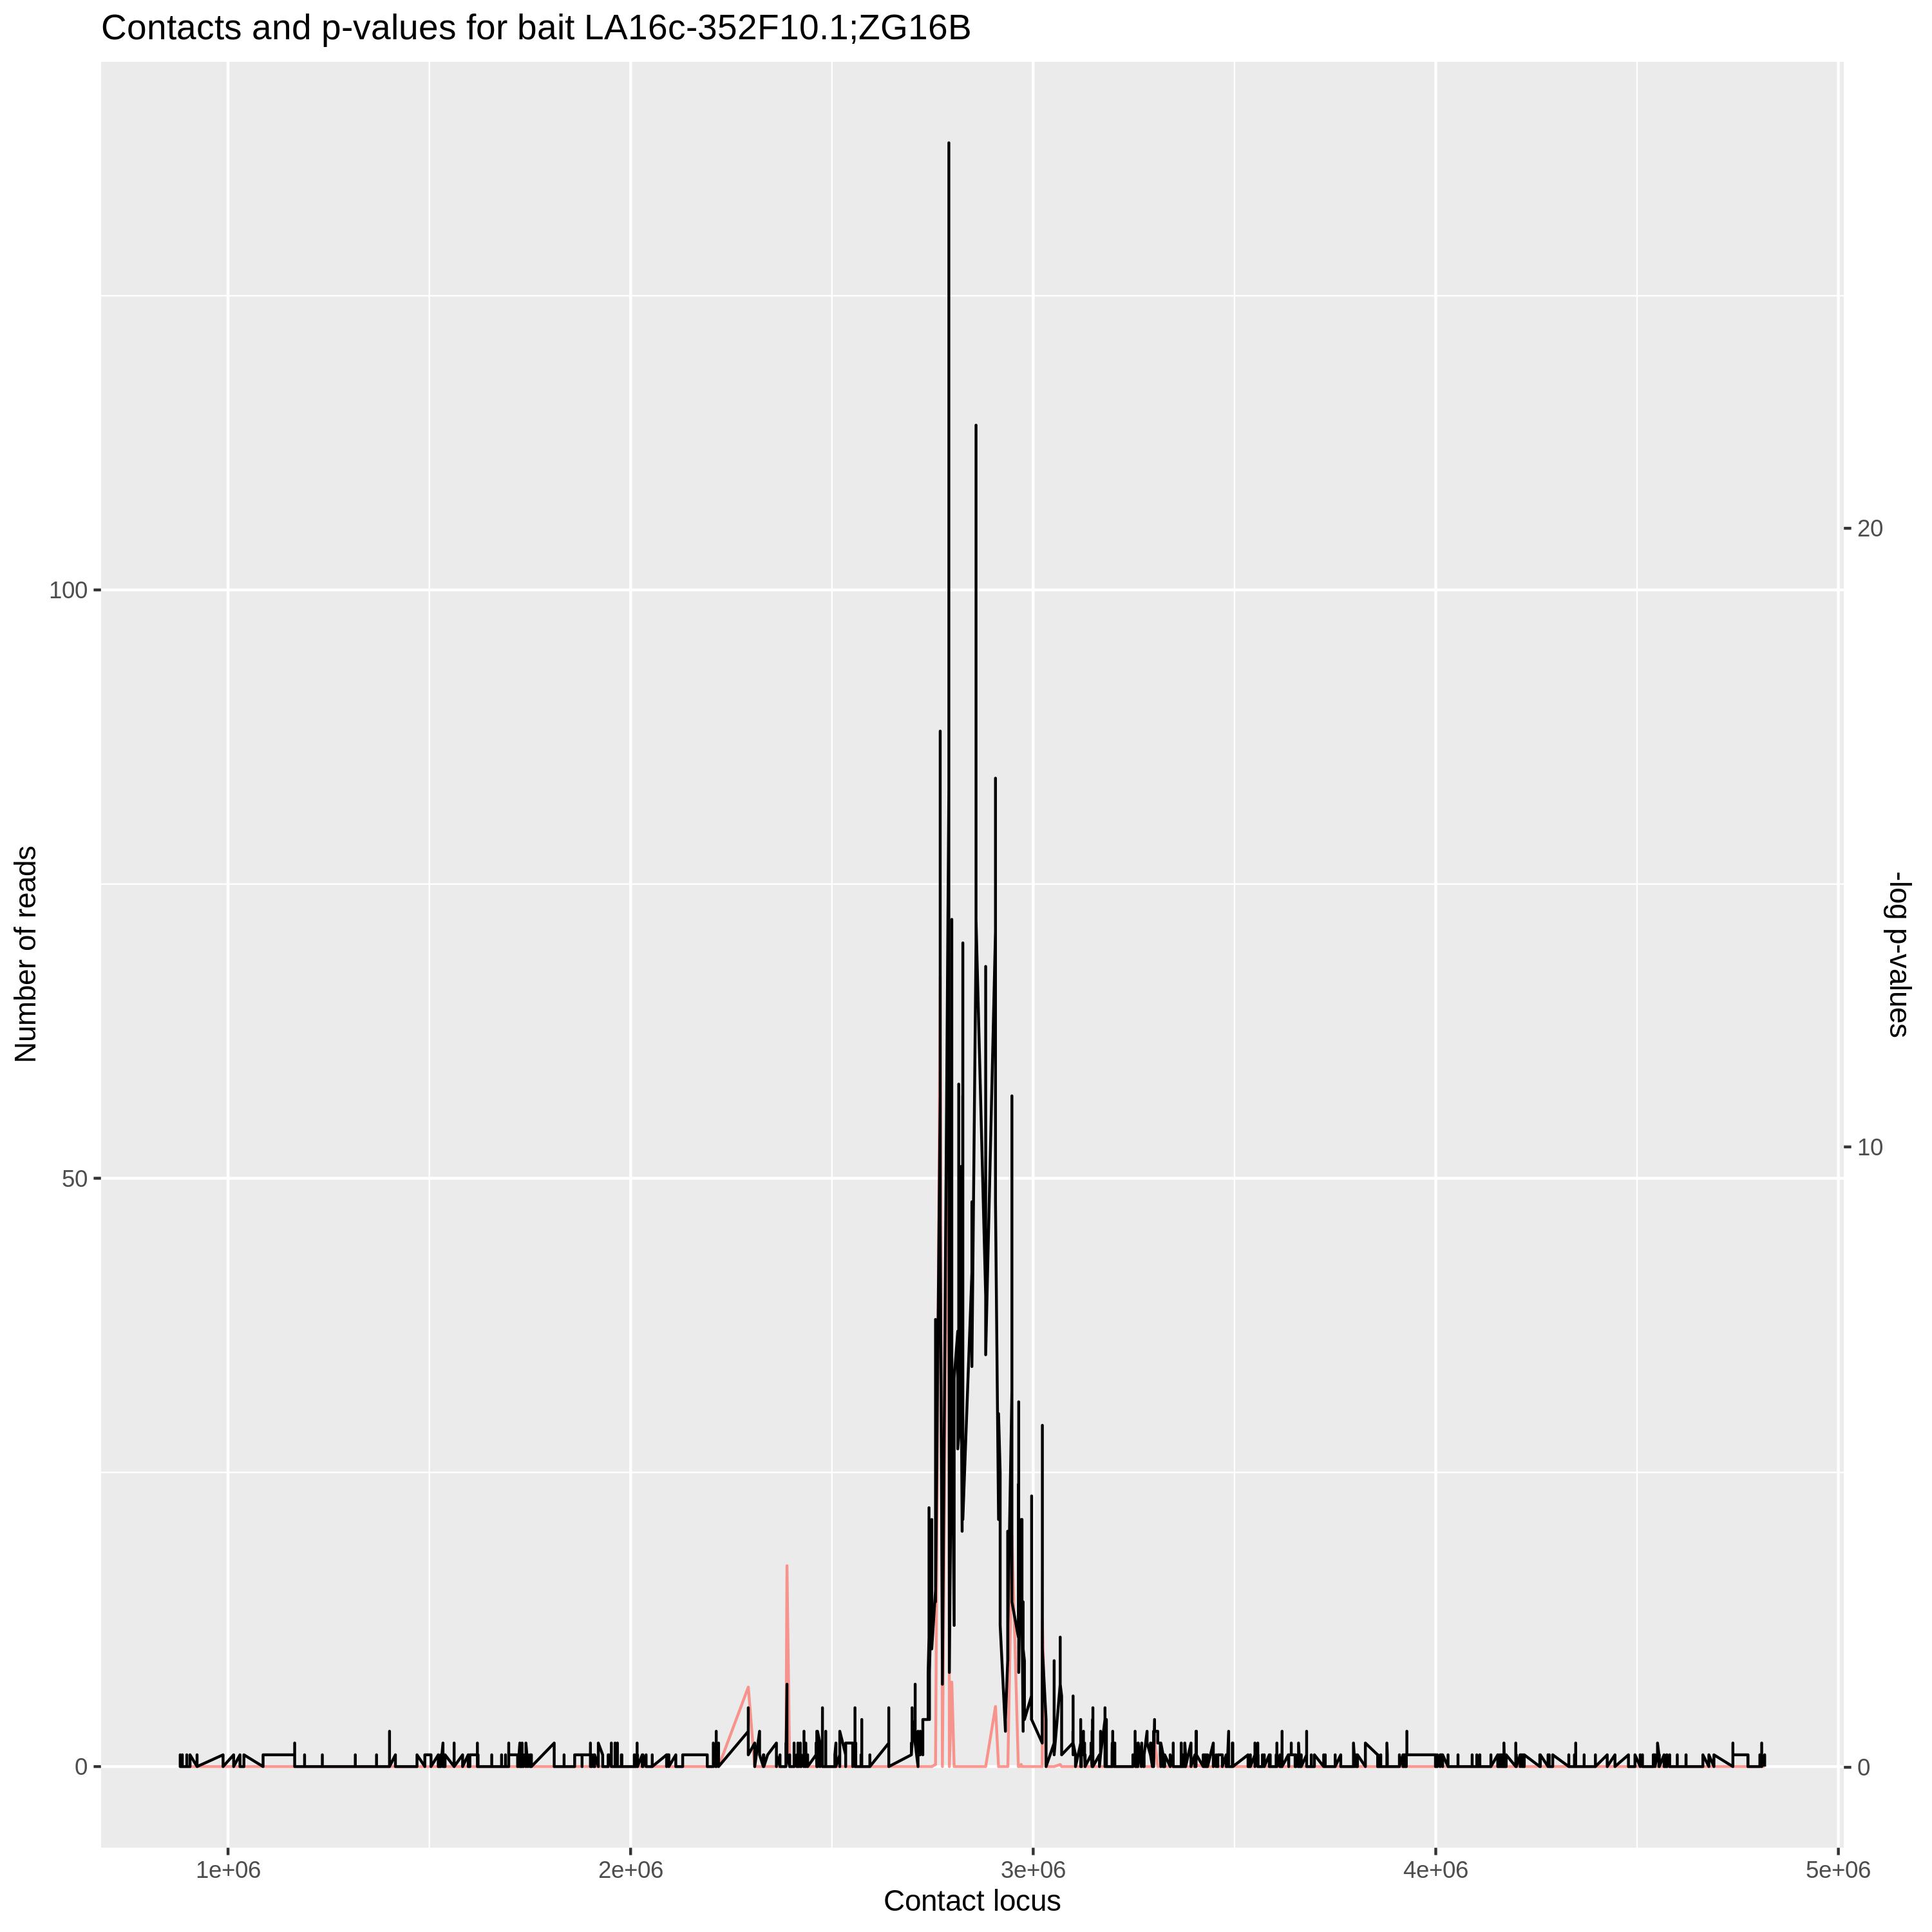 Contacts and p-values for bait LA16c-352F10.1;ZG16B
Number of reads
100
50
0
20
10
0
-log p-values
1e+06
2e+06
3e+06
4e+06
5e+06
Contact locus